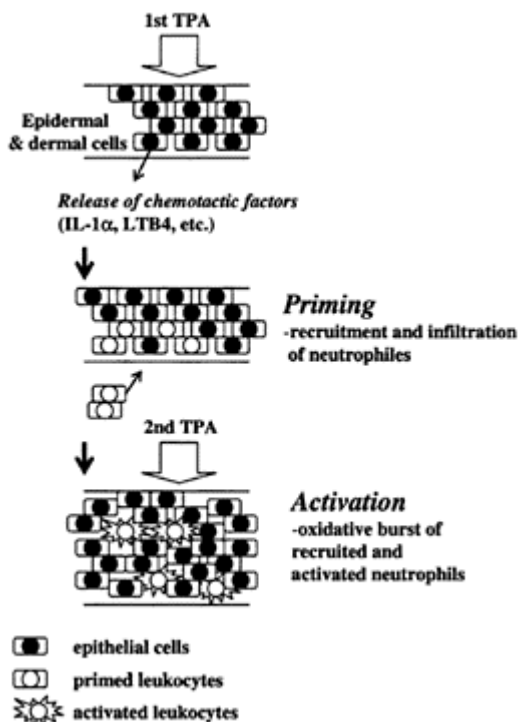 1st TPA
Epidermal
& dermal cells
Release of chemotactic factors
(IL-1α, LTB4, etc.)
Priming
-recruitment and infiltration
of neutrophiles
2nd TPA
Activation
-oxidative burst of
recruited and
activated neutrophils
epithelial cells
primed leukocytes
activated leukocytes